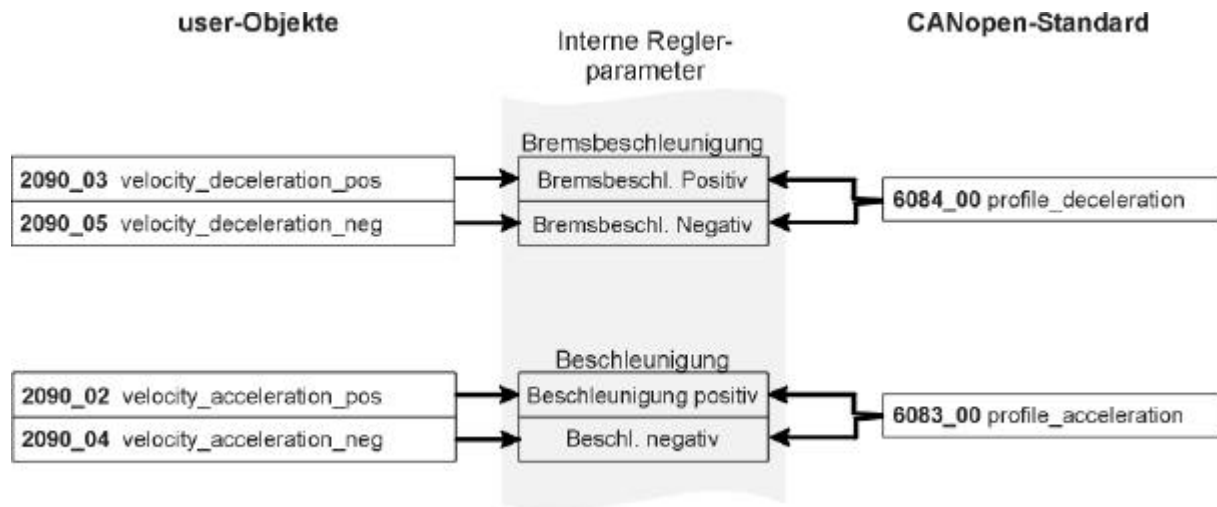 user-Objekte
Interne Regler-
parameter
CANopen-Standard
Bremsbeschleunigung
2090_03 velocity_deceleration_pos
Bremsbeschl. Positiv
2090_05 velocity_deceleration_neg
Bremsbeschl. Negativ
6084_00 profile_deceleration
Beschleunigung
2090_02 velocity_acceleration_pos
Beschleunigung positiv
2090_04 velocity_acceleration_neg
Beschl. negativ
6083_00 profile_acceleration